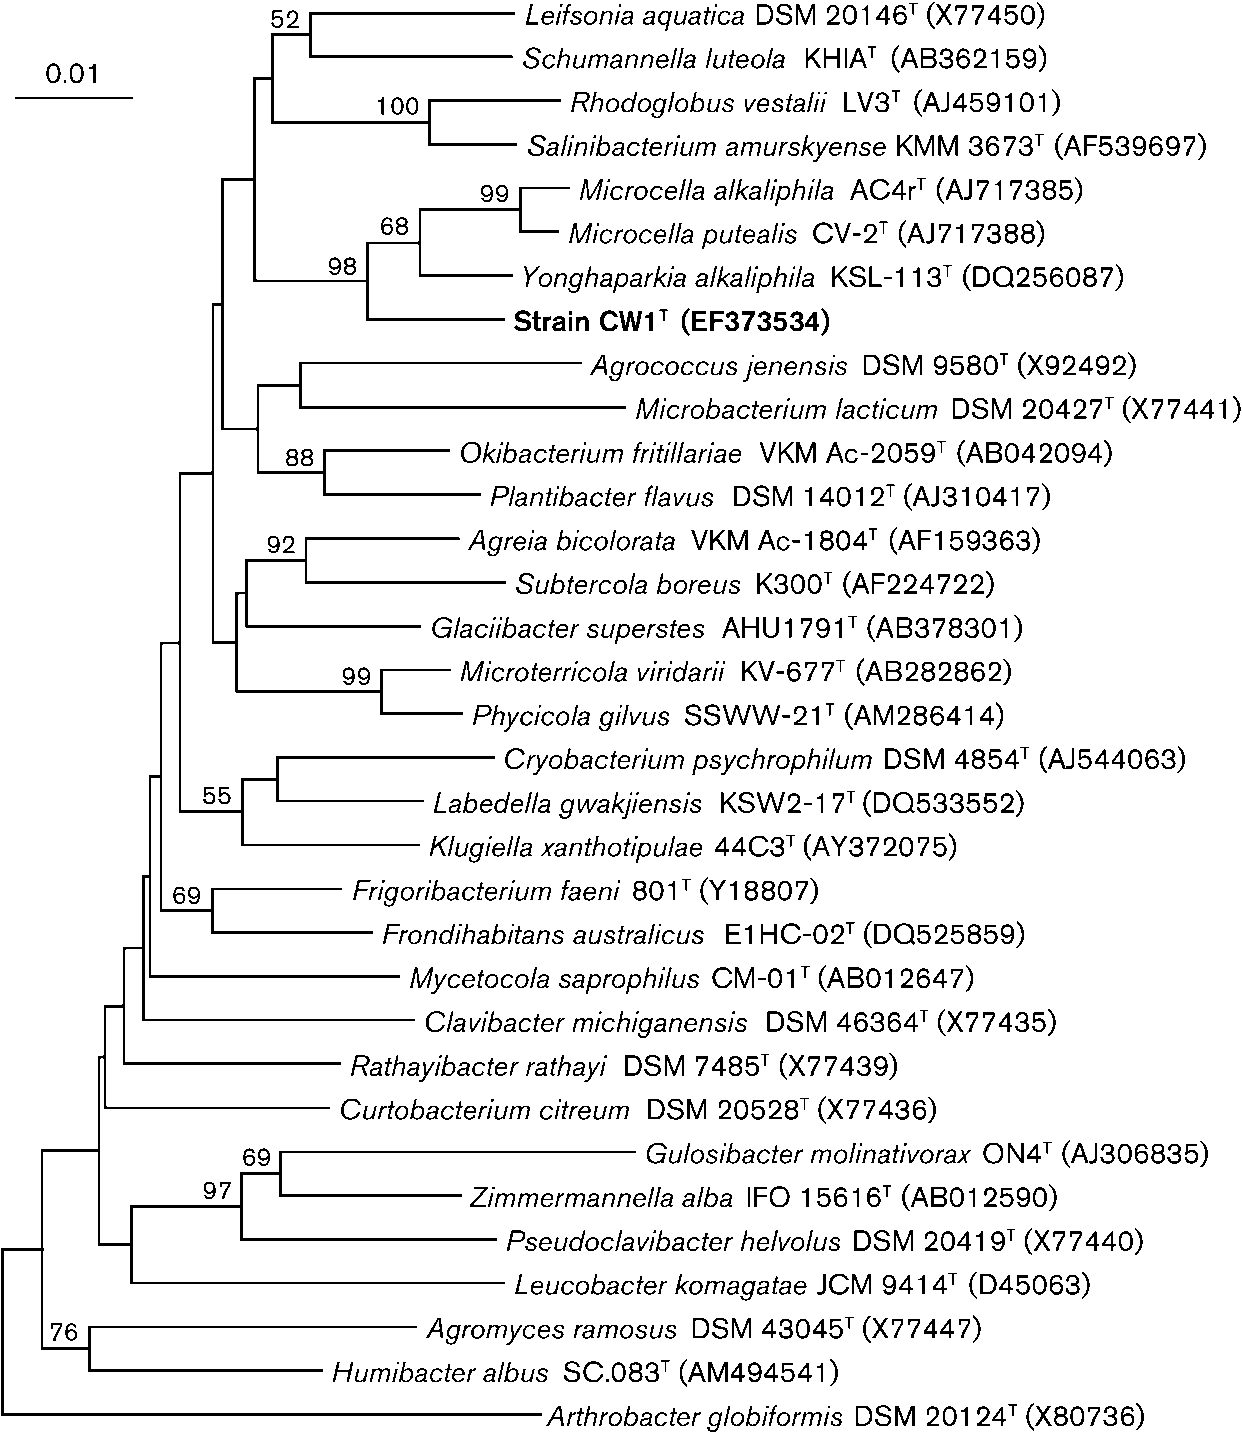 52
Leifsonia aquatica DSM 20146ᵀ (X77450)
0.01
Schumannella luteola KHIAᵀ (AB362159)
100
Rhodoglobus vestalii LV3ᵀ (AJ459101)
Salinibacterium amurskyense KMM 3673ᵀ (AF539697)
99
Microcella alkaliphila AC4rᵀ (AJ717385)
68
Microcella putealis CV-2ᵀ (AJ717388)
98
Yonghaparkia alkaliphila KSL-113ᵀ (DQ256087)
Strain CW1ᵀ (EF373534)
Agrococcus jenensis DSM 9580ᵀ (X92492)
Microbacterium lacticum DSM 20427ᵀ (X77441)
88
Okibacterium fritillariae VKM Ac-2059ᵀ (AB042094)
Plantibacter flavus DSM 14012ᵀ (AJ310417)
92
Agreia bicolorata VKM Ac-1804ᵀ (AF159363)
Subtercola boreus K300ᵀ (AF224722)
Glaciibacter superstes AHU1791ᵀ (AB378301)
99
Microterricola viridarii KV-677ᵀ (AB282862)
Phycicola gilvus SSWW-21ᵀ (AM286414)
Cryobacterium psychrophilum DSM 4854ᵀ (AJ544063)
55
Labedella gwakjiensis KSW2-17ᵀ (DQ533552)
Klugiella xanthotipulae 44C3ᵀ (AY372075)
69
Frigoribacterium faeni 801ᵀ (Y18807)
Frondihabitans australicus E1HC-02ᵀ (DQ525859)
Mycetocola saprophilus CM-01ᵀ (AB012647)
Clavibacter michiganensis DSM 46364ᵀ (X77435)
Rathayibacter rathayi DSM 7485ᵀ (X77439)
Curtobacterium citreum DSM 20528ᵀ (X77436)
69
Gulosibacter molinativorax ON4ᵀ (AJ306835)
97
Zimmermannella alba IFO 15616ᵀ (AB012590)
Pseudoclavibacter helvolus DSM 20419ᵀ (X77440)
Leucobacter komagatae JCM 9414ᵀ (D45063)
76
Agromyces ramosus DSM 43045ᵀ (X77447)
Humibacter albus SC.083ᵀ (AM494541)
Arthrobacter globiformis DSM 20124ᵀ (X80736)